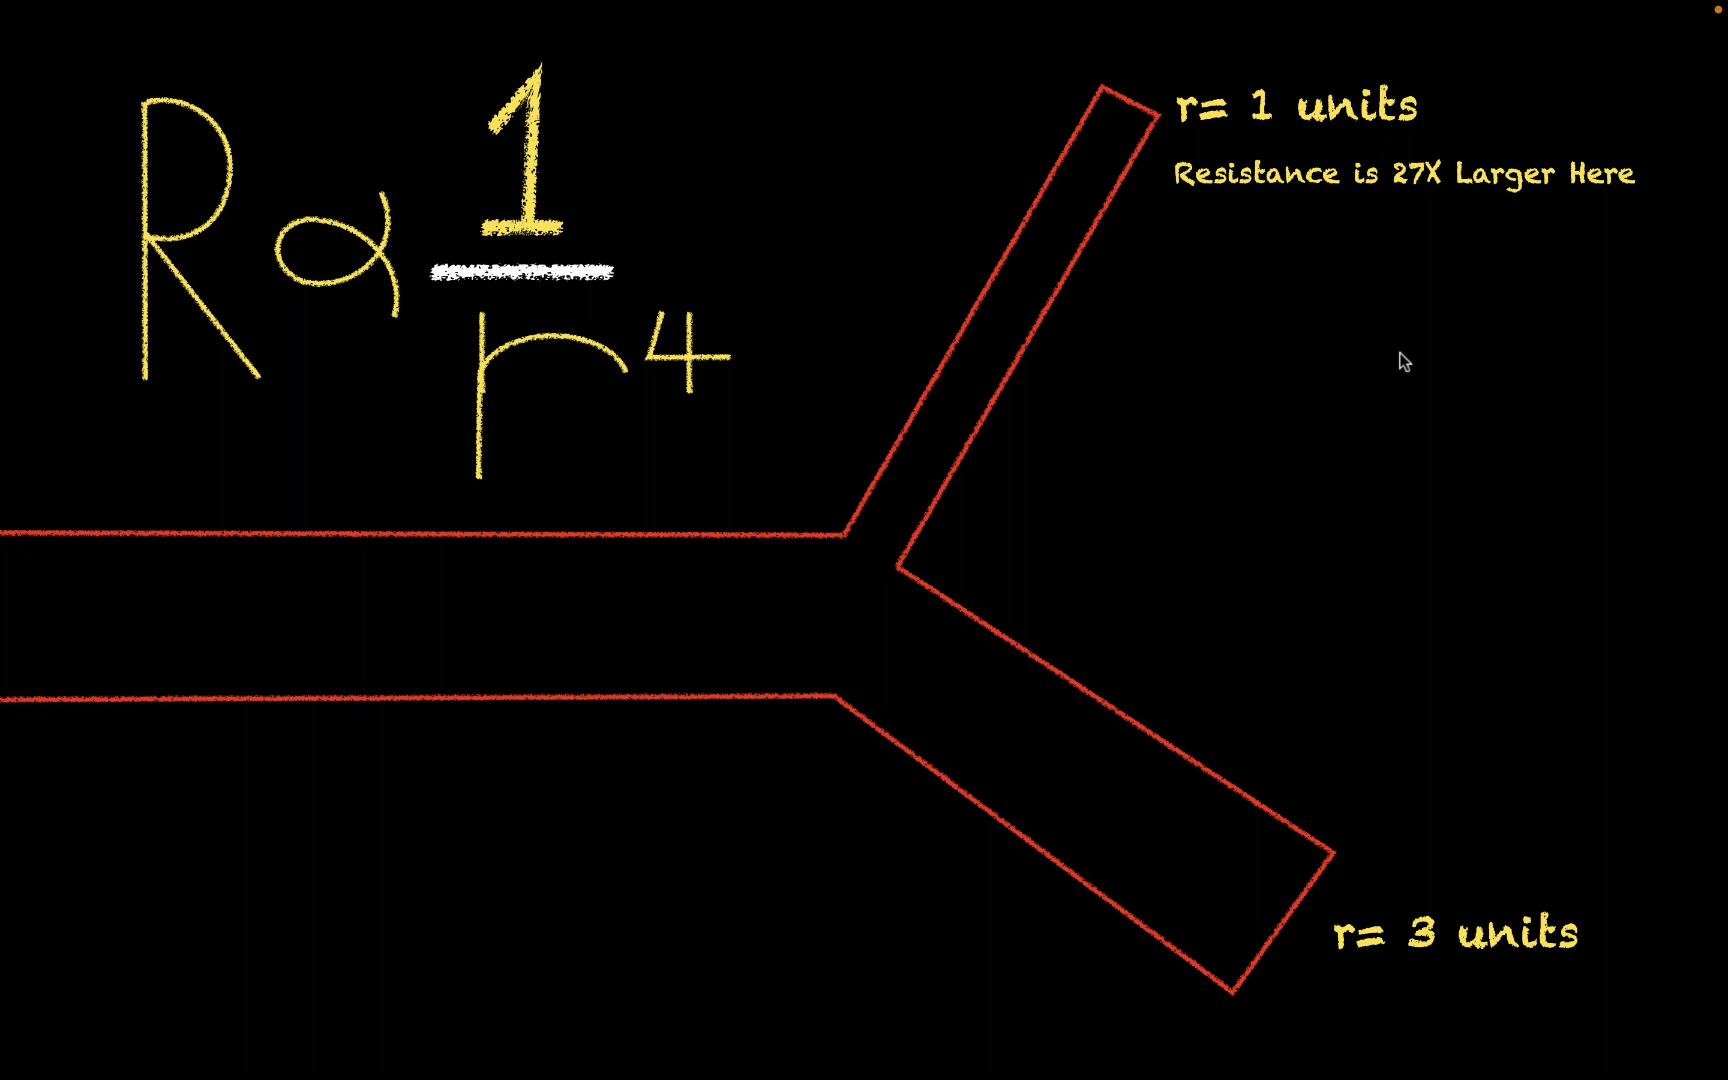 R α 1/r⁴
r= 1 units
Resistance is 27X Larger Here
r= 3 units